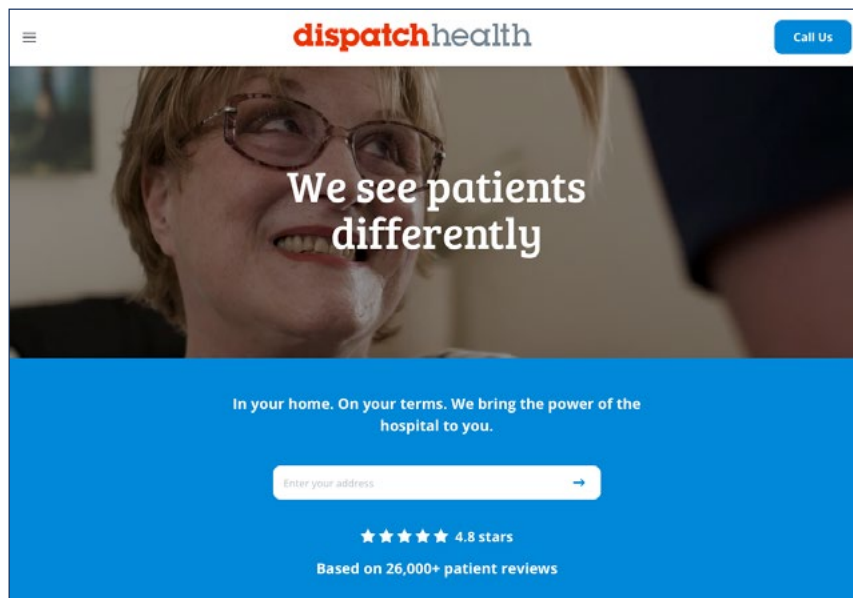 dispatchhealth
Call Us
We see patients
differently
In your home. On your terms. We bring the power of the
hospital to you.
Enter your address
4.8 stars
Based on 26,000+ patient reviews